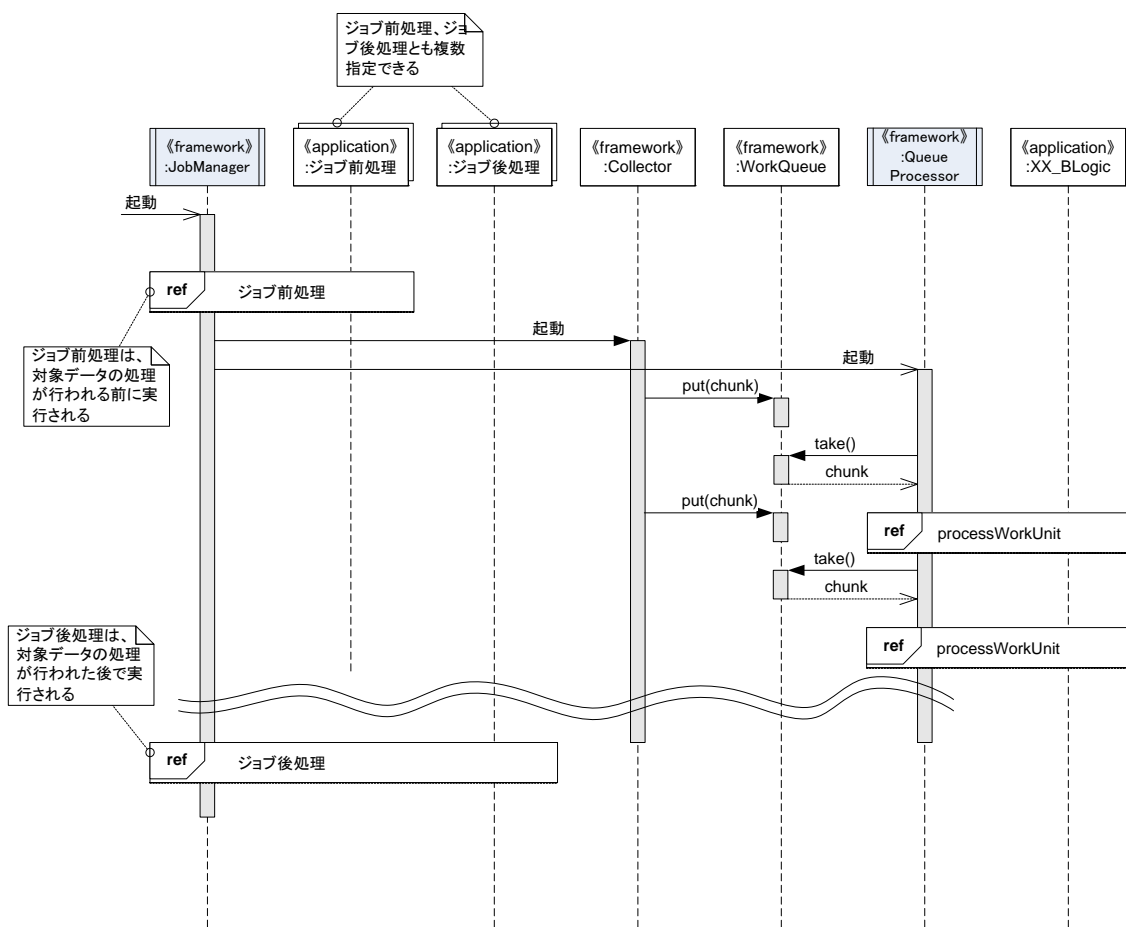 ジョブ前処理、ジョ
ブ後処理とも複数
指定できる
《framework》
:JobManager
《application》
:ジョブ前処理
《application》
:ジョブ後処理
《framework》
:Collector
《framework》
:WorkQueue
《framework》
:Queue
Processor
《application》
:XX_BLogic
起動
ref
ジョブ前処理
起動
ジョブ前処理は、
対象データの処理
が行われる前に実
行される
起動
put(chunk)
take()
chunk
put(chunk)
ref
processWorkUnit
take()
chunk
ジョブ後処理は、
対象データの処理
が行われた後で実
行される
ref
processWorkUnit
ref
ジョブ後処理